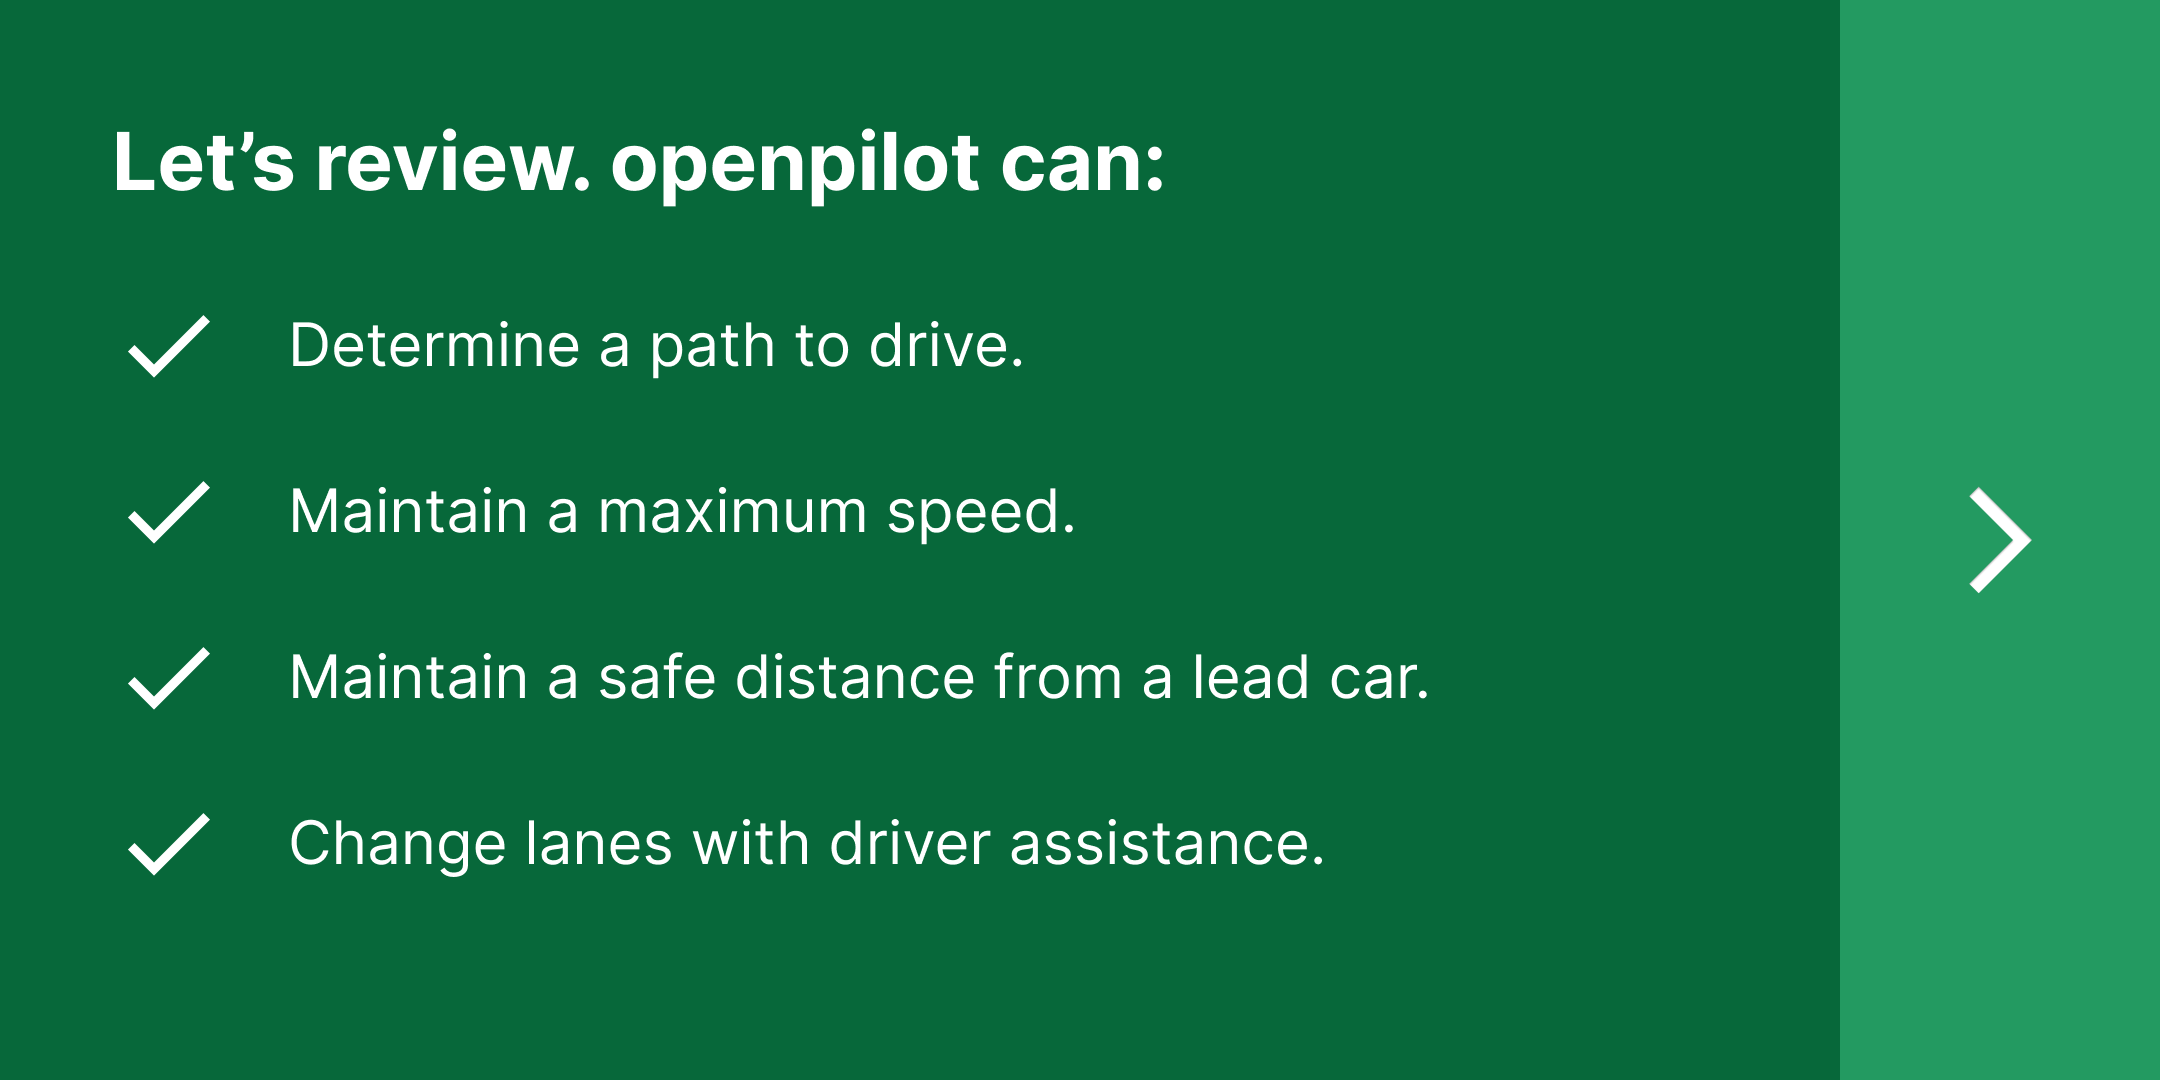 Let’s review. openpilot can:
Determine a path to drive.
Maintain a maximum speed.
Maintain a safe distance from a lead car.
Change lanes with driver assistance.